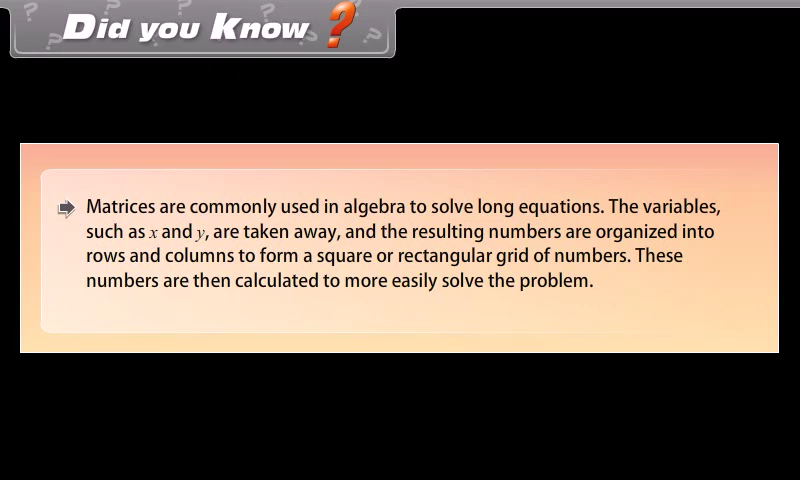 Did you Know ?
Matrices are commonly used in algebra to solve long equations. The variables,
such as x and y, are taken away, and the resulting numbers are organized into
rows and columns to form a square or rectangular grid of numbers. These
numbers are then calculated to more easily solve the problem.